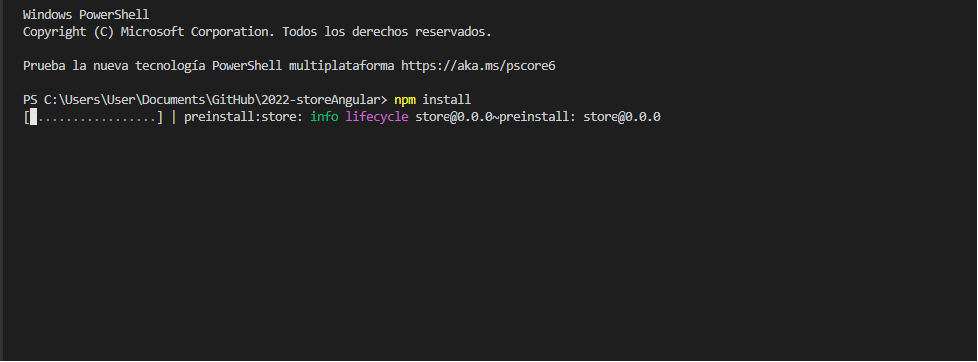 Windows PowerShell
Copyright (C) Microsoft Corporation. Todos los derechos reservados.
Prueba la nueva tecnología PowerShell multiplataforma https://aka.ms/pscore6
PS C:\Users\User\Documents\GitHub\2022-storeAngular> npm install
[ .................] | preinstall:store: info lifecycle store@0.0.0~preinstall: store@0.0.0